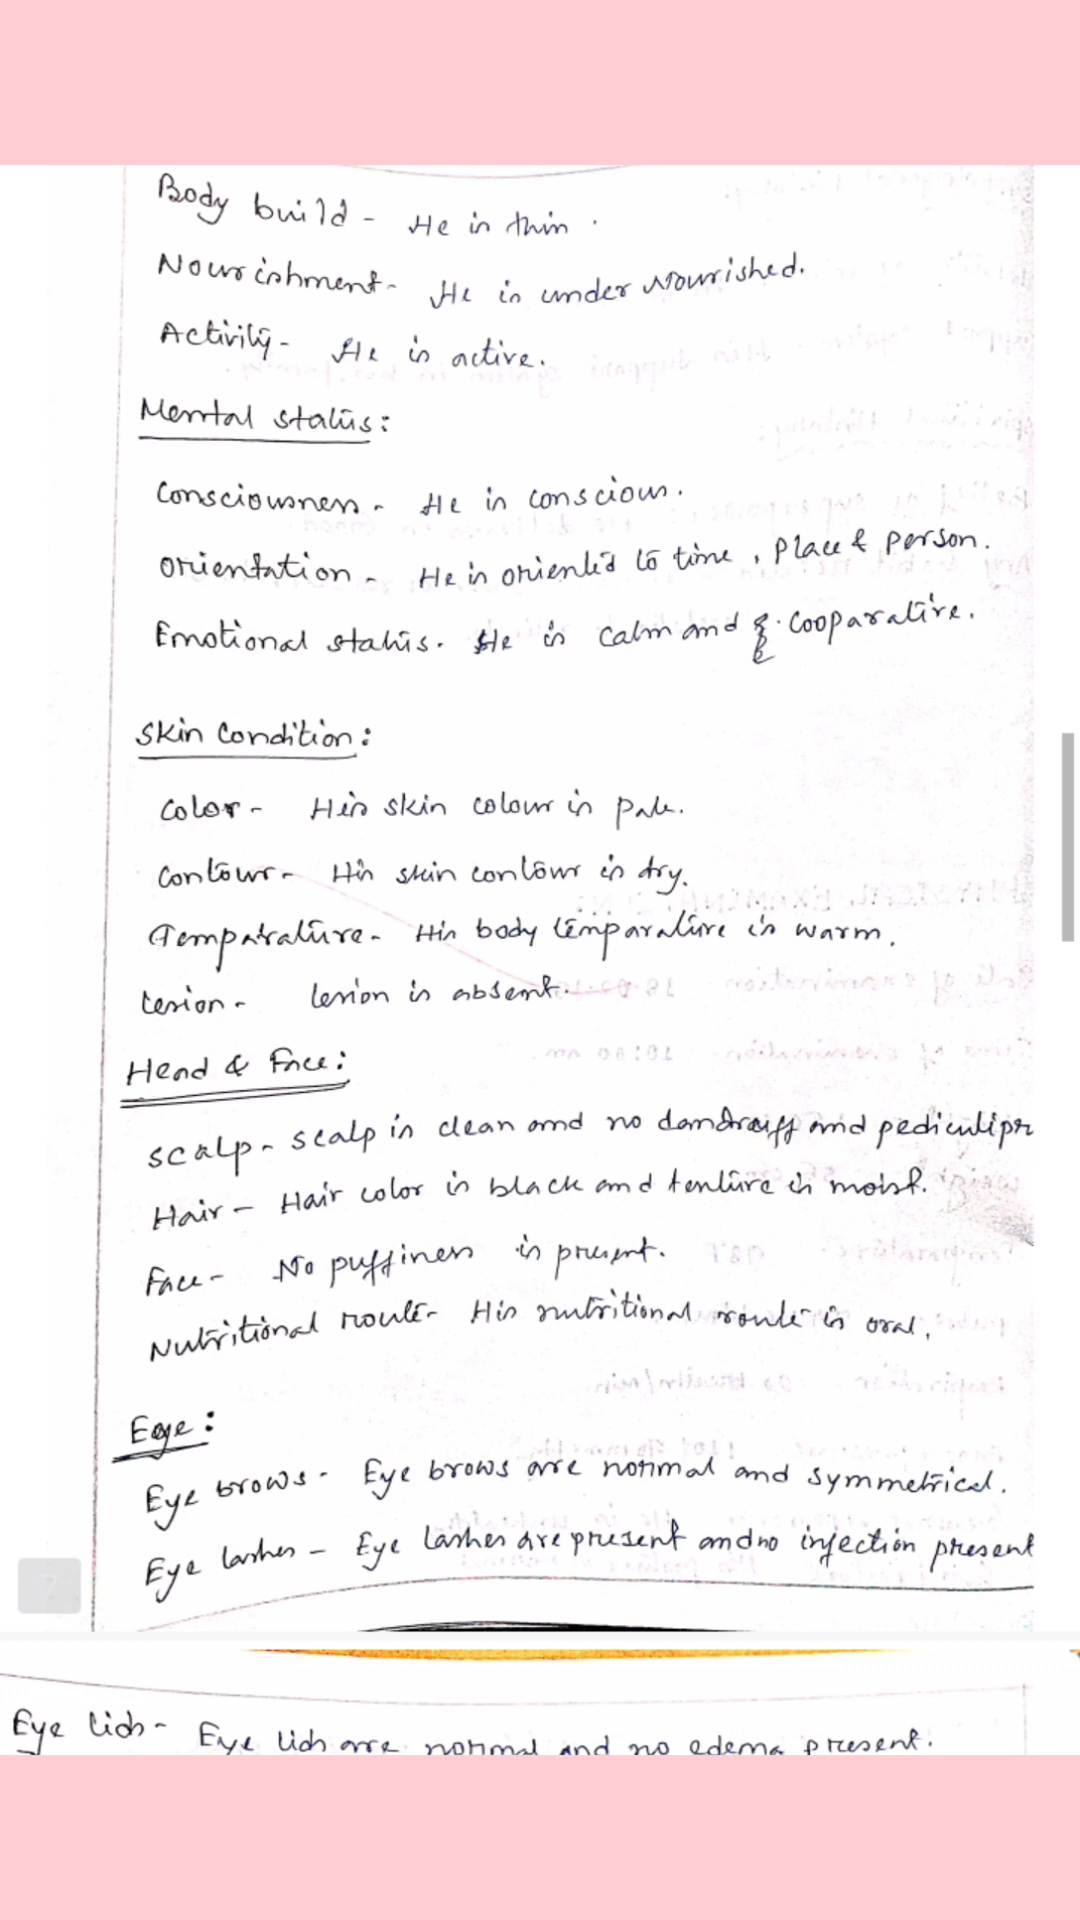 Body build - He is thin.
Nourishment - He is under nourished.
Activity - He is active.
Mental status:
Consciousness - He is conscious.
Orientation - He is oriented to time, place & person.
Emotional status. He is calm and & cooparative.
Skin Condition:
Color - His skin colour is pale.
Contour - His skin contour is dry.
Temparature - His body temparature is warm.
Lesion - lesion is absent.
Head & Face:
Scalp - scalp is clean and no dandraiff and
Hair - Hair color is black and texture is moist.
Face - No puffiness is present.
Nutritional route - His nutritional route is oral.
Eye:
Eye brows - Eye brows are normal and symmetrical.
Eye lashes - Eye lashes are present and no infection present
Eye lids - Eye lids are normal and no edema present.